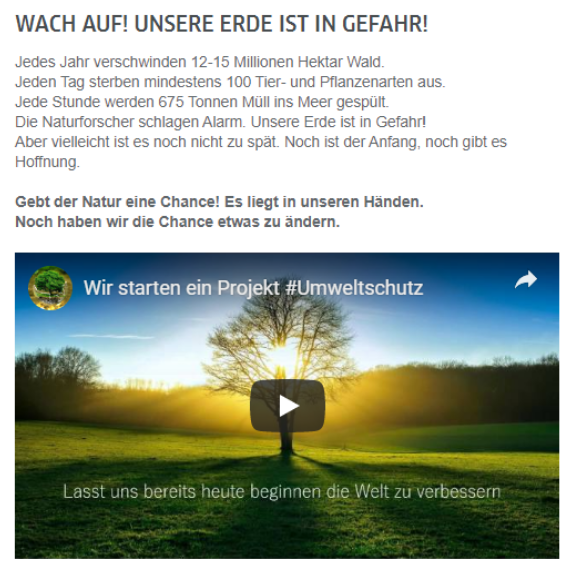 WACH AUF! UNSERE ERDE IST IN GEFAHR!
Jedes Jahr verschwinden 12-15 Millionen Hektar Wald.
Jeden Tag sterben mindestens 100 Tier- und Pflanzenarten aus.
Jede Stunde werden 675 Tonnen Müll ins Meer gespült.
Die Naturforscher schlagen Alarm. Unsere Erde ist in Gefahr!
Aber vielleicht ist es noch nicht zu spät. Noch ist der Anfang, noch gibt es
Hoffnung.
Gebt der Natur eine Chance! Es liegt in unseren Händen.
Noch haben wir die Chance etwas zu ändern.
Wir starten ein Projekt #Umweltschutz
Lasst uns bereits heute beginnen die Welt zu verbessern